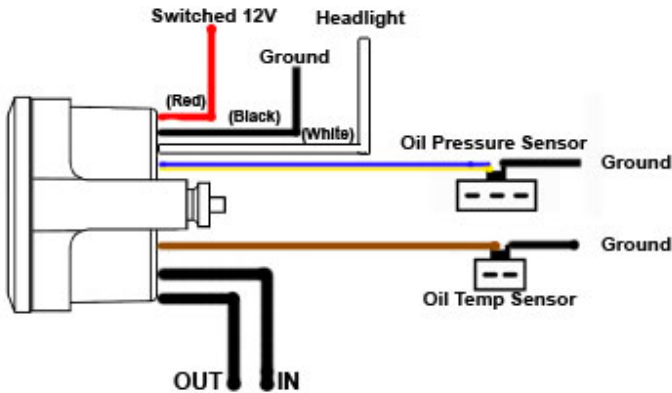 Switched 12V
Headlight
Ground
(Red)
(Black)
(White)
Oil Pressure Sensor
Ground
Ground
Oil Temp Sensor
OUT
IN